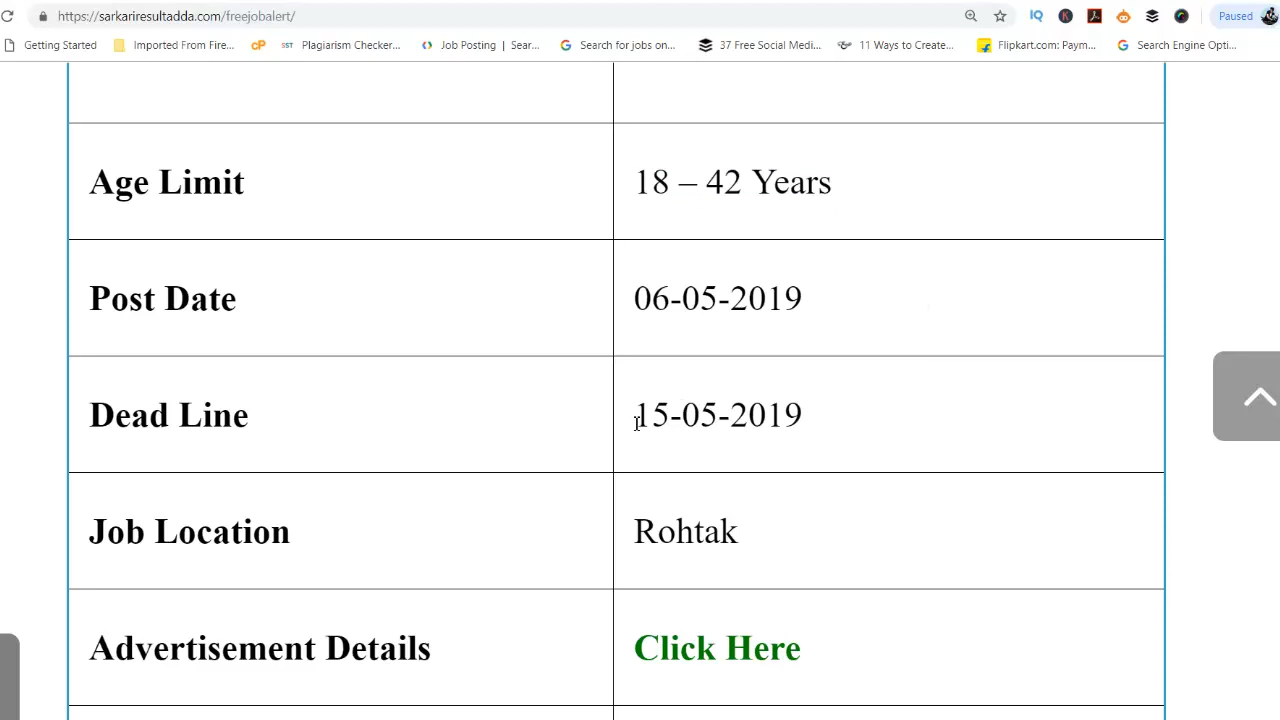 https://sarkariresultadda.com/freejobalert/
Paused
Getting Started Imported From Fire... cP SST Plagiarism Checker... Job Posting | Sear... G Search for jobs on... 37 Free Social Medi... 11 Ways to Create... Flipkart.com: Paym... G Search Engine Opti...
Age Limit 18 – 42 Years
Post Date 06-05-2019
Dead Line 15-05-2019
Job Location Rohtak
Advertisement Details Click Here